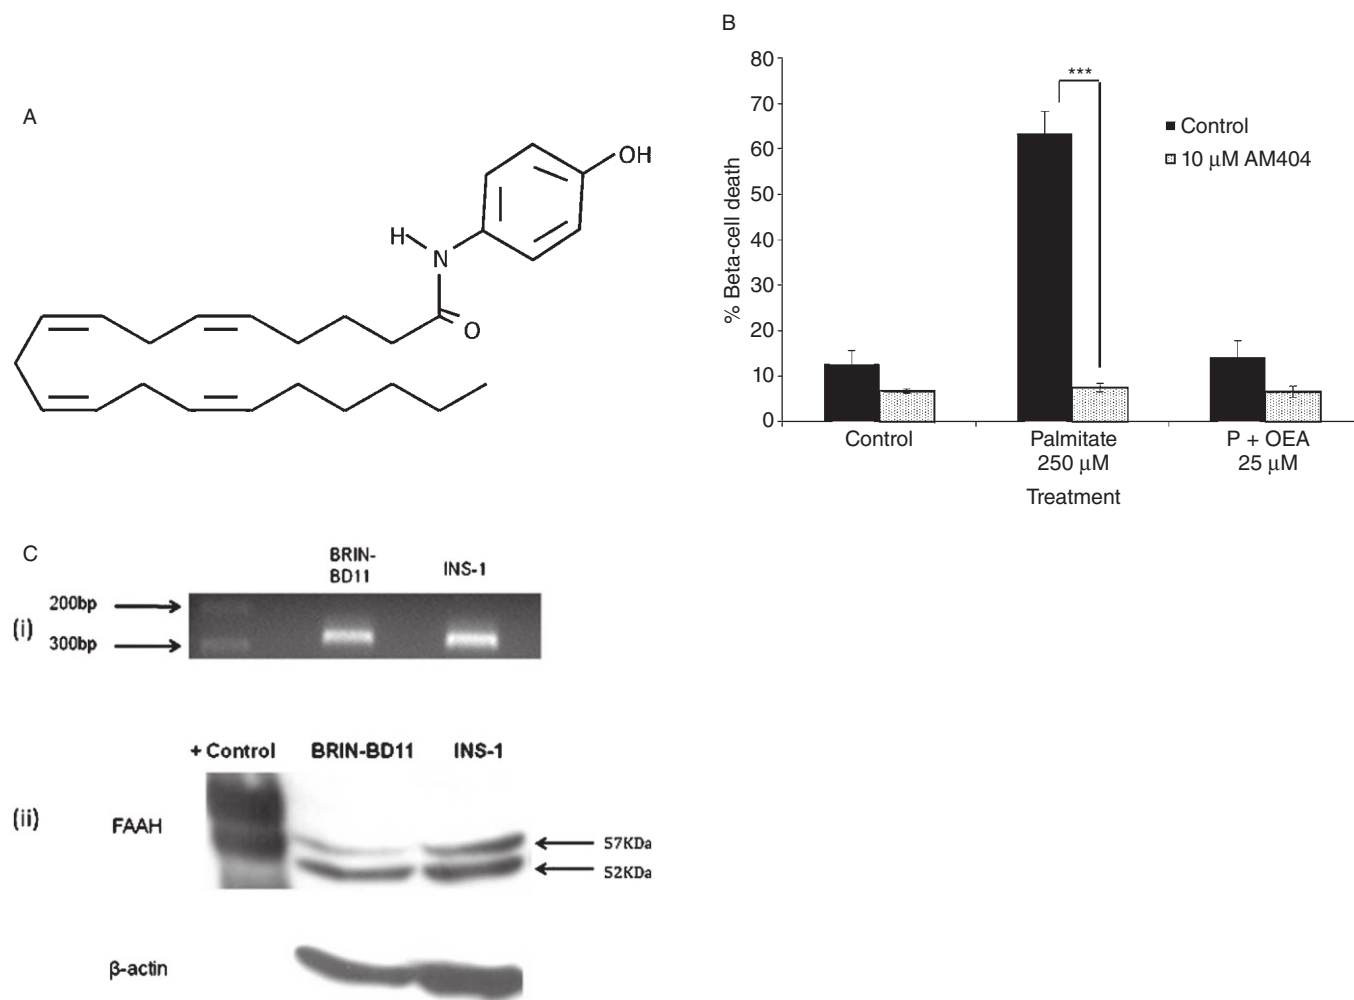 A
OH
H
N
O
B
80
70
60
50
40
30
20
10
0
% Beta-cell death
***
Control
10 μM AM404
Control
Palmitate
250 μM
P + OEA
25 μM
Treatment
C
BRIN-
BD11
INS-1
(i)
200bp
300bp
+ Control
BRIN-BD11
INS-1
(ii)
FAAH
57KDa
52KDa
β-actin